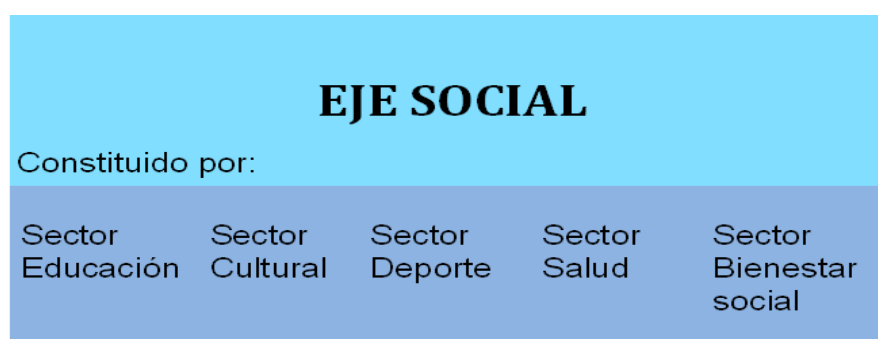 EJE SOCIAL
Constituido por:
Sector Educación
Sector Cultural
Sector Deporte
Sector Salud
Sector Bienestar social